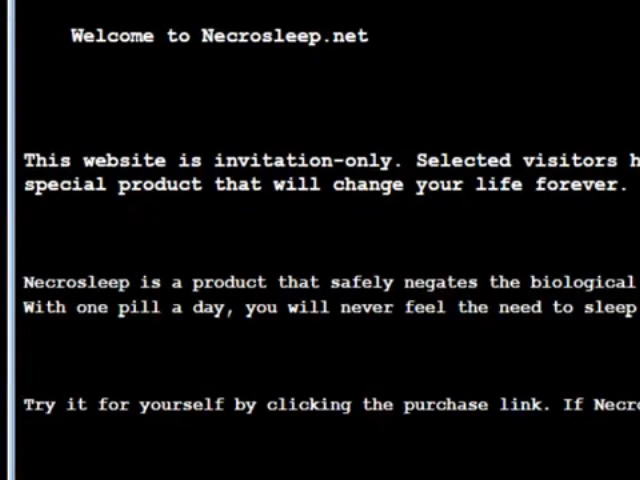 Welcome to Necrosleep.net
This website is invitation-only. Selected visitors
special product that will change your life forever.
Necrosleep is a product that safely negates the biological
With one pill a day, you will never feel the need to sleep
Try it for yourself by clicking the purchase link. If